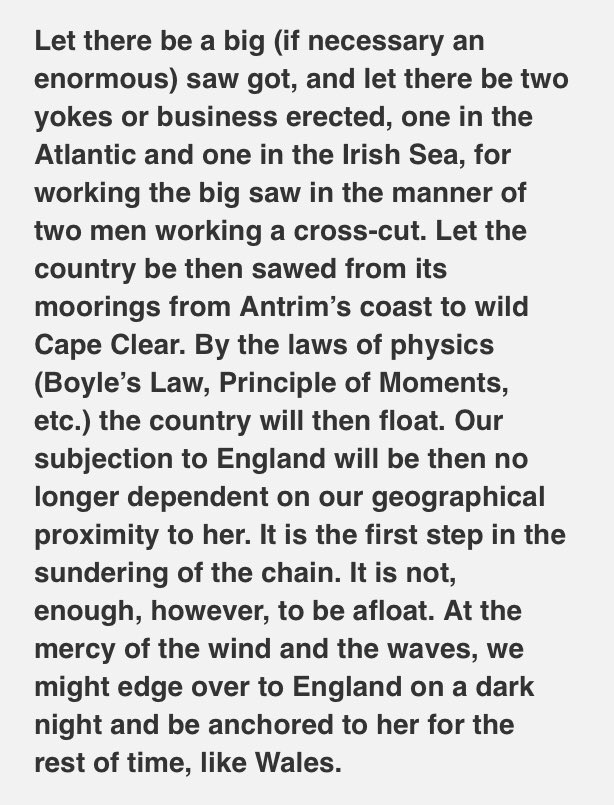 Let there be a big (if necessary an
enormous) saw got, and let there be two
yokes or business erected, one in the
Atlantic and one in the Irish Sea, for
working the big saw in the manner of
two men working a cross-cut. Let the
country be then sawed from its
moorings from Antrim’s coast to wild
Cape Clear. By the laws of physics
(Boyle’s Law, Principle of Moments,
etc.) the country will then float. Our
subjection to England will be then no
longer dependent on our geographical
proximity to her. It is the first step in the
sundering of the chain. It is not,
enough, however, to be afloat. At the
mercy of the wind and the waves, we
might edge over to England on a dark
night and be anchored to her for the
rest of time, like Wales.